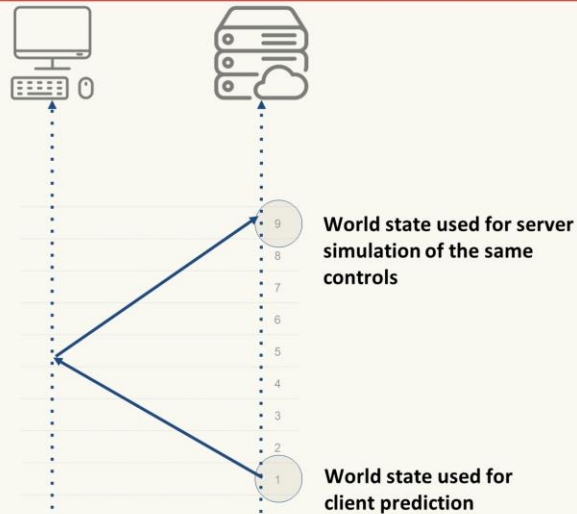 9
World state used for server
simulation of the same
controls
8
7
6
5
4
3
2
1
World state used for
client prediction